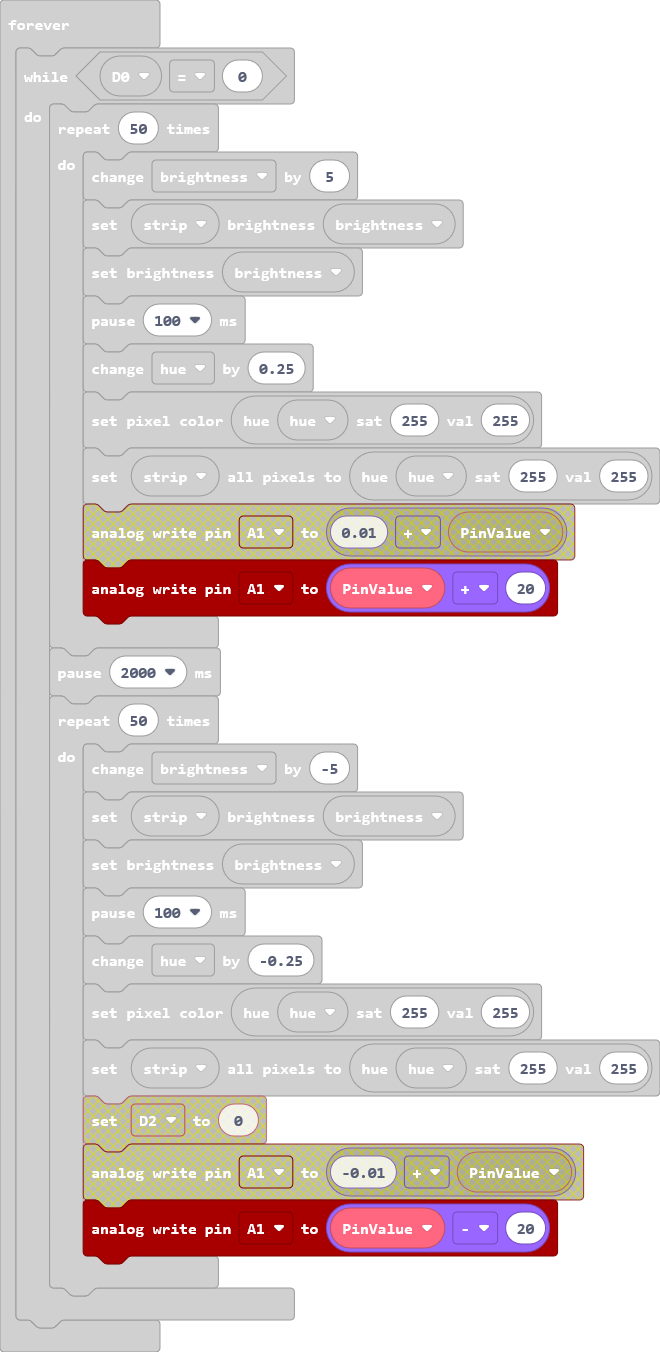 forever
while D0 = 0
do
repeat 50 times
do
change brightness by 5
set strip brightness brightness
set brightness brightness
pause 100 ms
change hue by 0.25
set pixel color hue hue sat 255 val 255
set strip all pixels to hue hue sat 255 val 255
analog write pin A1 to 0.01 + PinValue
analog write pin A1 to PinValue + 20
pause 2000 ms
repeat 50 times
do
change brightness by -5
set strip brightness brightness
set brightness brightness
pause 100 ms
change hue by -0.25
set pixel color hue hue sat 255 val 255
set strip all pixels to hue hue sat 255 val 255
set D2 to 0
analog write pin A1 to -0.01 + PinValue
analog write pin A1 to PinValue - 20